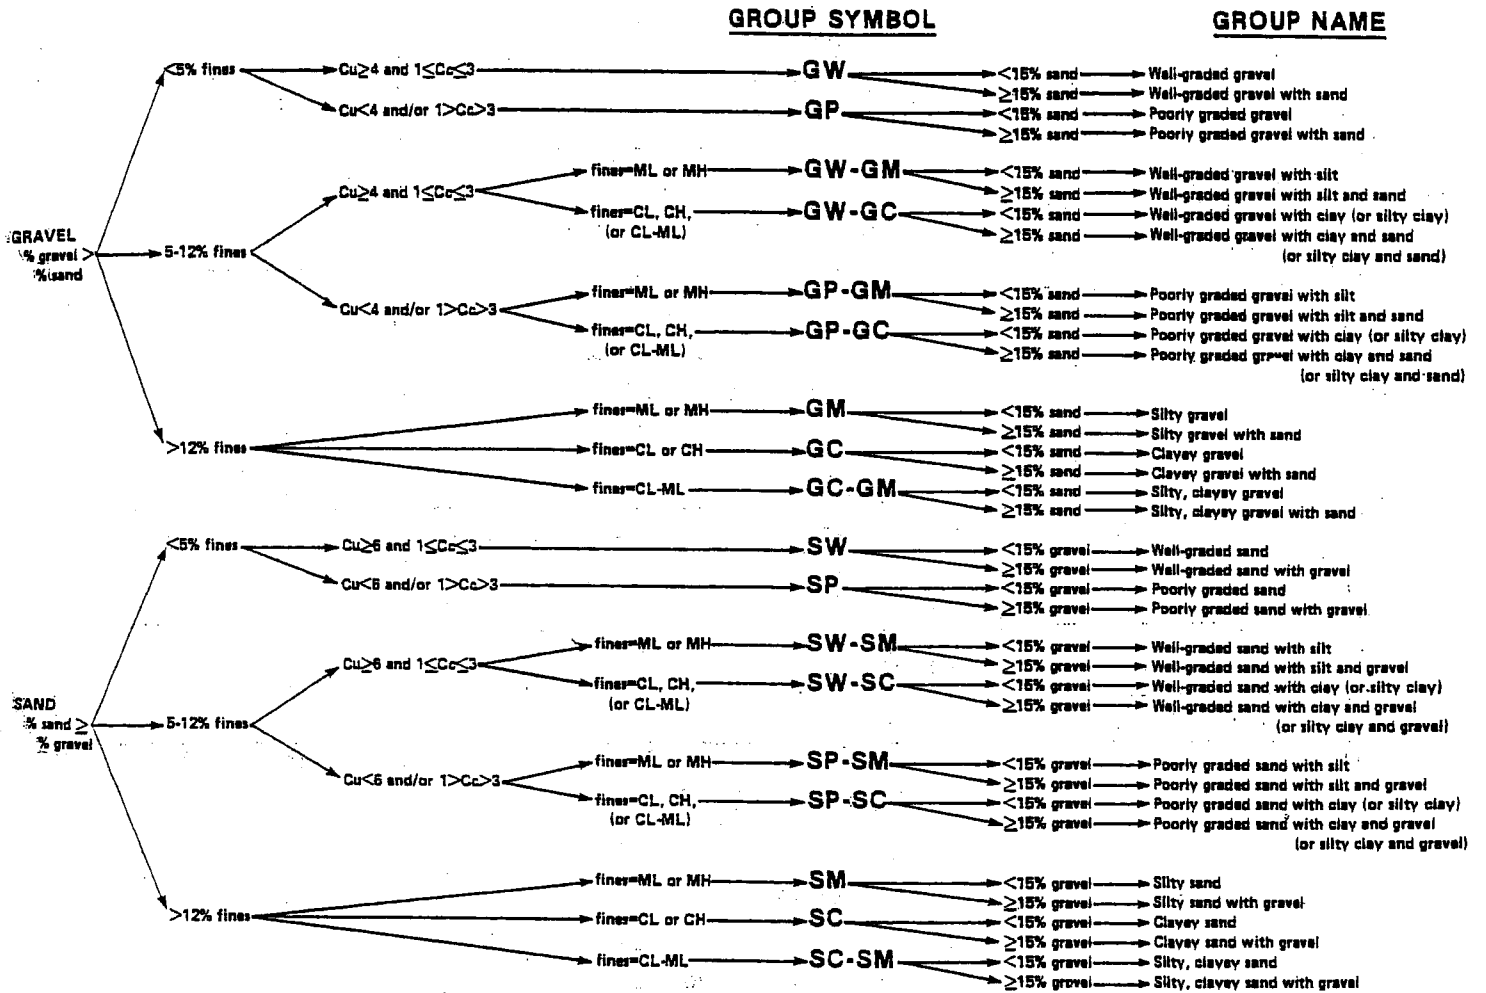 GROUP SYMBOL
GROUP NAME
<5% fines
Cu≥4 and 1≤Cc≤3
GW
<15% sand
Well-graded gravel
≥15% sand
Well-graded gravel with sand
Cu<4 and/or 1>Cc>3
GP
<15% sand
Poorly graded gravel
≥15% sand
Poorly graded gravel with sand
GRAVEL
% gravel >
% sand
5-12% fines
Cu≥4 and 1≤Cc≤3
fines=ML or MH
GW-GM
<15% sand
Well-graded gravel with silt
≥15% sand
Well-graded gravel with silt and sand
fines=CL, CH,
(or CL-ML)
GW-GC
<15% sand
Well-graded gravel with clay (or silty clay)
≥15% sand
Well-graded gravel with clay and sand
(or silty clay and sand)
Cu<4 and/or 1>Cc>3
fines=ML or MH
GP-GM
<15% sand
Poorly graded gravel with silt
≥15% sand
Poorly graded gravel with silt and sand
fines=CL, CH,
(or CL-ML)
GP-GC
<15% sand
Poorly graded gravel with clay (or silty clay)
≥15% sand
Poorly graded gravel with clay and sand
(or silty clay and sand)
>12% fines
fines=ML or MH
GM
<15% sand
Silty gravel
≥15% sand
Silty gravel with sand
fines=CL or CH
GC
<15% sand
Clayey gravel
≥15% sand
Clayey gravel with sand
fines=CL-ML
GC-GM
<15% sand
Silty, clayey gravel
≥15% sand
Silty, clayey gravel with sand
<5% fines
Cu≥6 and 1≤Cc≤3
SW
<15% gravel
Well-graded sand
≥15% gravel
Well-graded sand with gravel
Cu<6 and/or 1>Cc>3
SP
<15% gravel
Poorly graded sand
≥15% gravel
Poorly graded sand with gravel
SAND
% sand ≥
% gravel
5-12% fines
Cu≥6 and 1≤Cc≤3
fines=ML or MH
SW-SM
<15% gravel
Well-graded sand with silt
≥15% gravel
Well-graded sand with silt and gravel
fines=CL, CH,
(or CL-ML)
SW-SC
<15% gravel
Well-graded sand with clay (or silty clay)
≥15% gravel
Well-graded sand with clay and gravel
(or silty clay and gravel)
Cu<6 and/or 1>Cc>3
fines=ML or MH
SP-SM
<15% gravel
Poorly graded sand with silt
≥15% gravel
Poorly graded sand with silt and gravel
fines=CL, CH,
(or CL-ML)
SP-SC
<15% gravel
Poorly graded sand with clay (or silty clay)
≥15% gravel
Poorly graded sand with clay and gravel
(or silty clay and gravel)
>12% fines
fines=ML or MH
SM
<15% gravel
Silty sand
≥15% gravel
Silty sand with gravel
fines=CL or CH
SC
<15% gravel
Clayey sand
≥15% gravel
Clayey sand with gravel
fines=CL-ML
SC-SM
<15% gravel
Silty, clayey sand
≥15% gravel
Silty, clayey sand with gravel